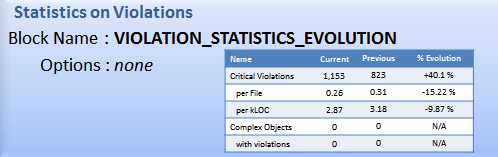 Statistics on Violations
Block Name : VIOLATION_STATISTICS_EVOLUTION
Options : none
Name Current Previous % Evolution
Critical Violations 1,153 823 +40.1 %
per File 0.26 0.31 -15.22 %
per kLOC 2.87 3.18 -9.87 %
Complex Objects 0 0 N/A
with violations 0 0 N/A